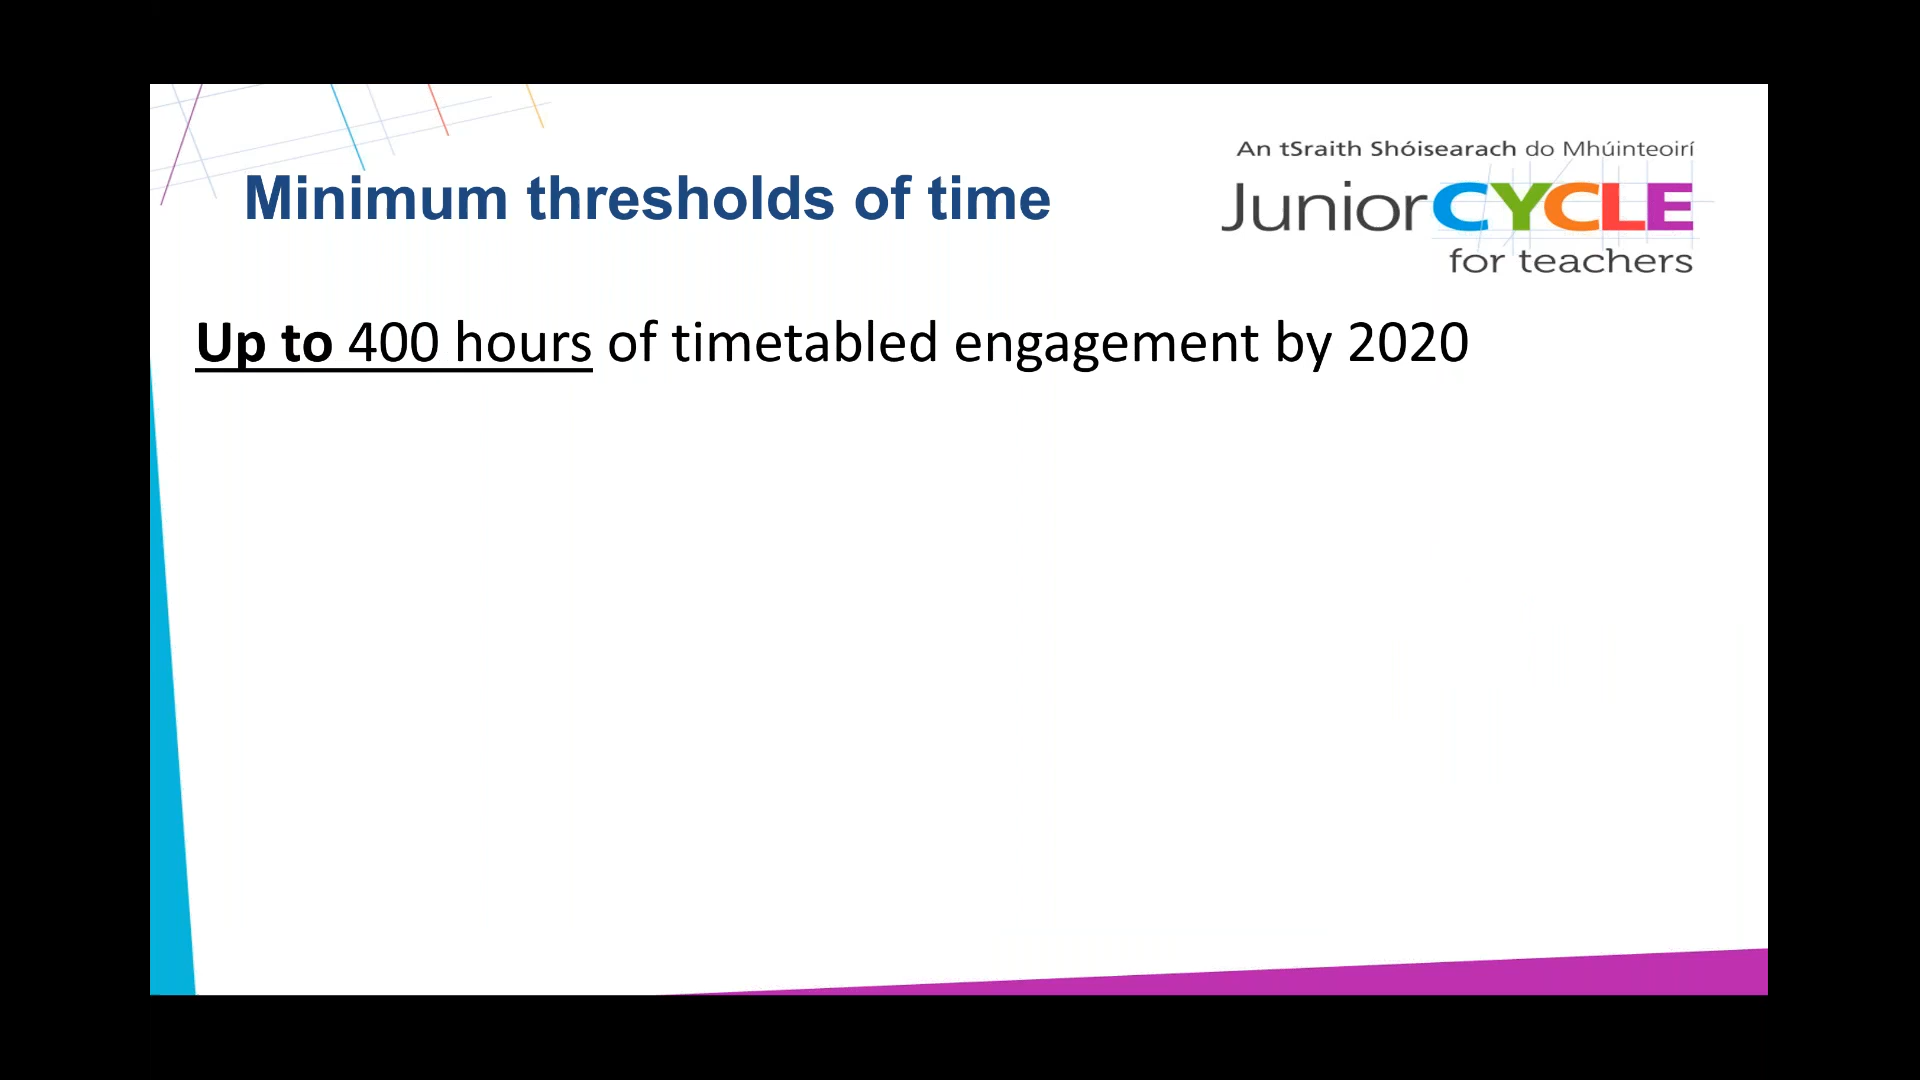 An tSraith Shóisearach do Mhúinteoirí
JuniorCYCLE
for teachers
Minimum thresholds of time
Up to 400 hours of timetabled engagement by 2020